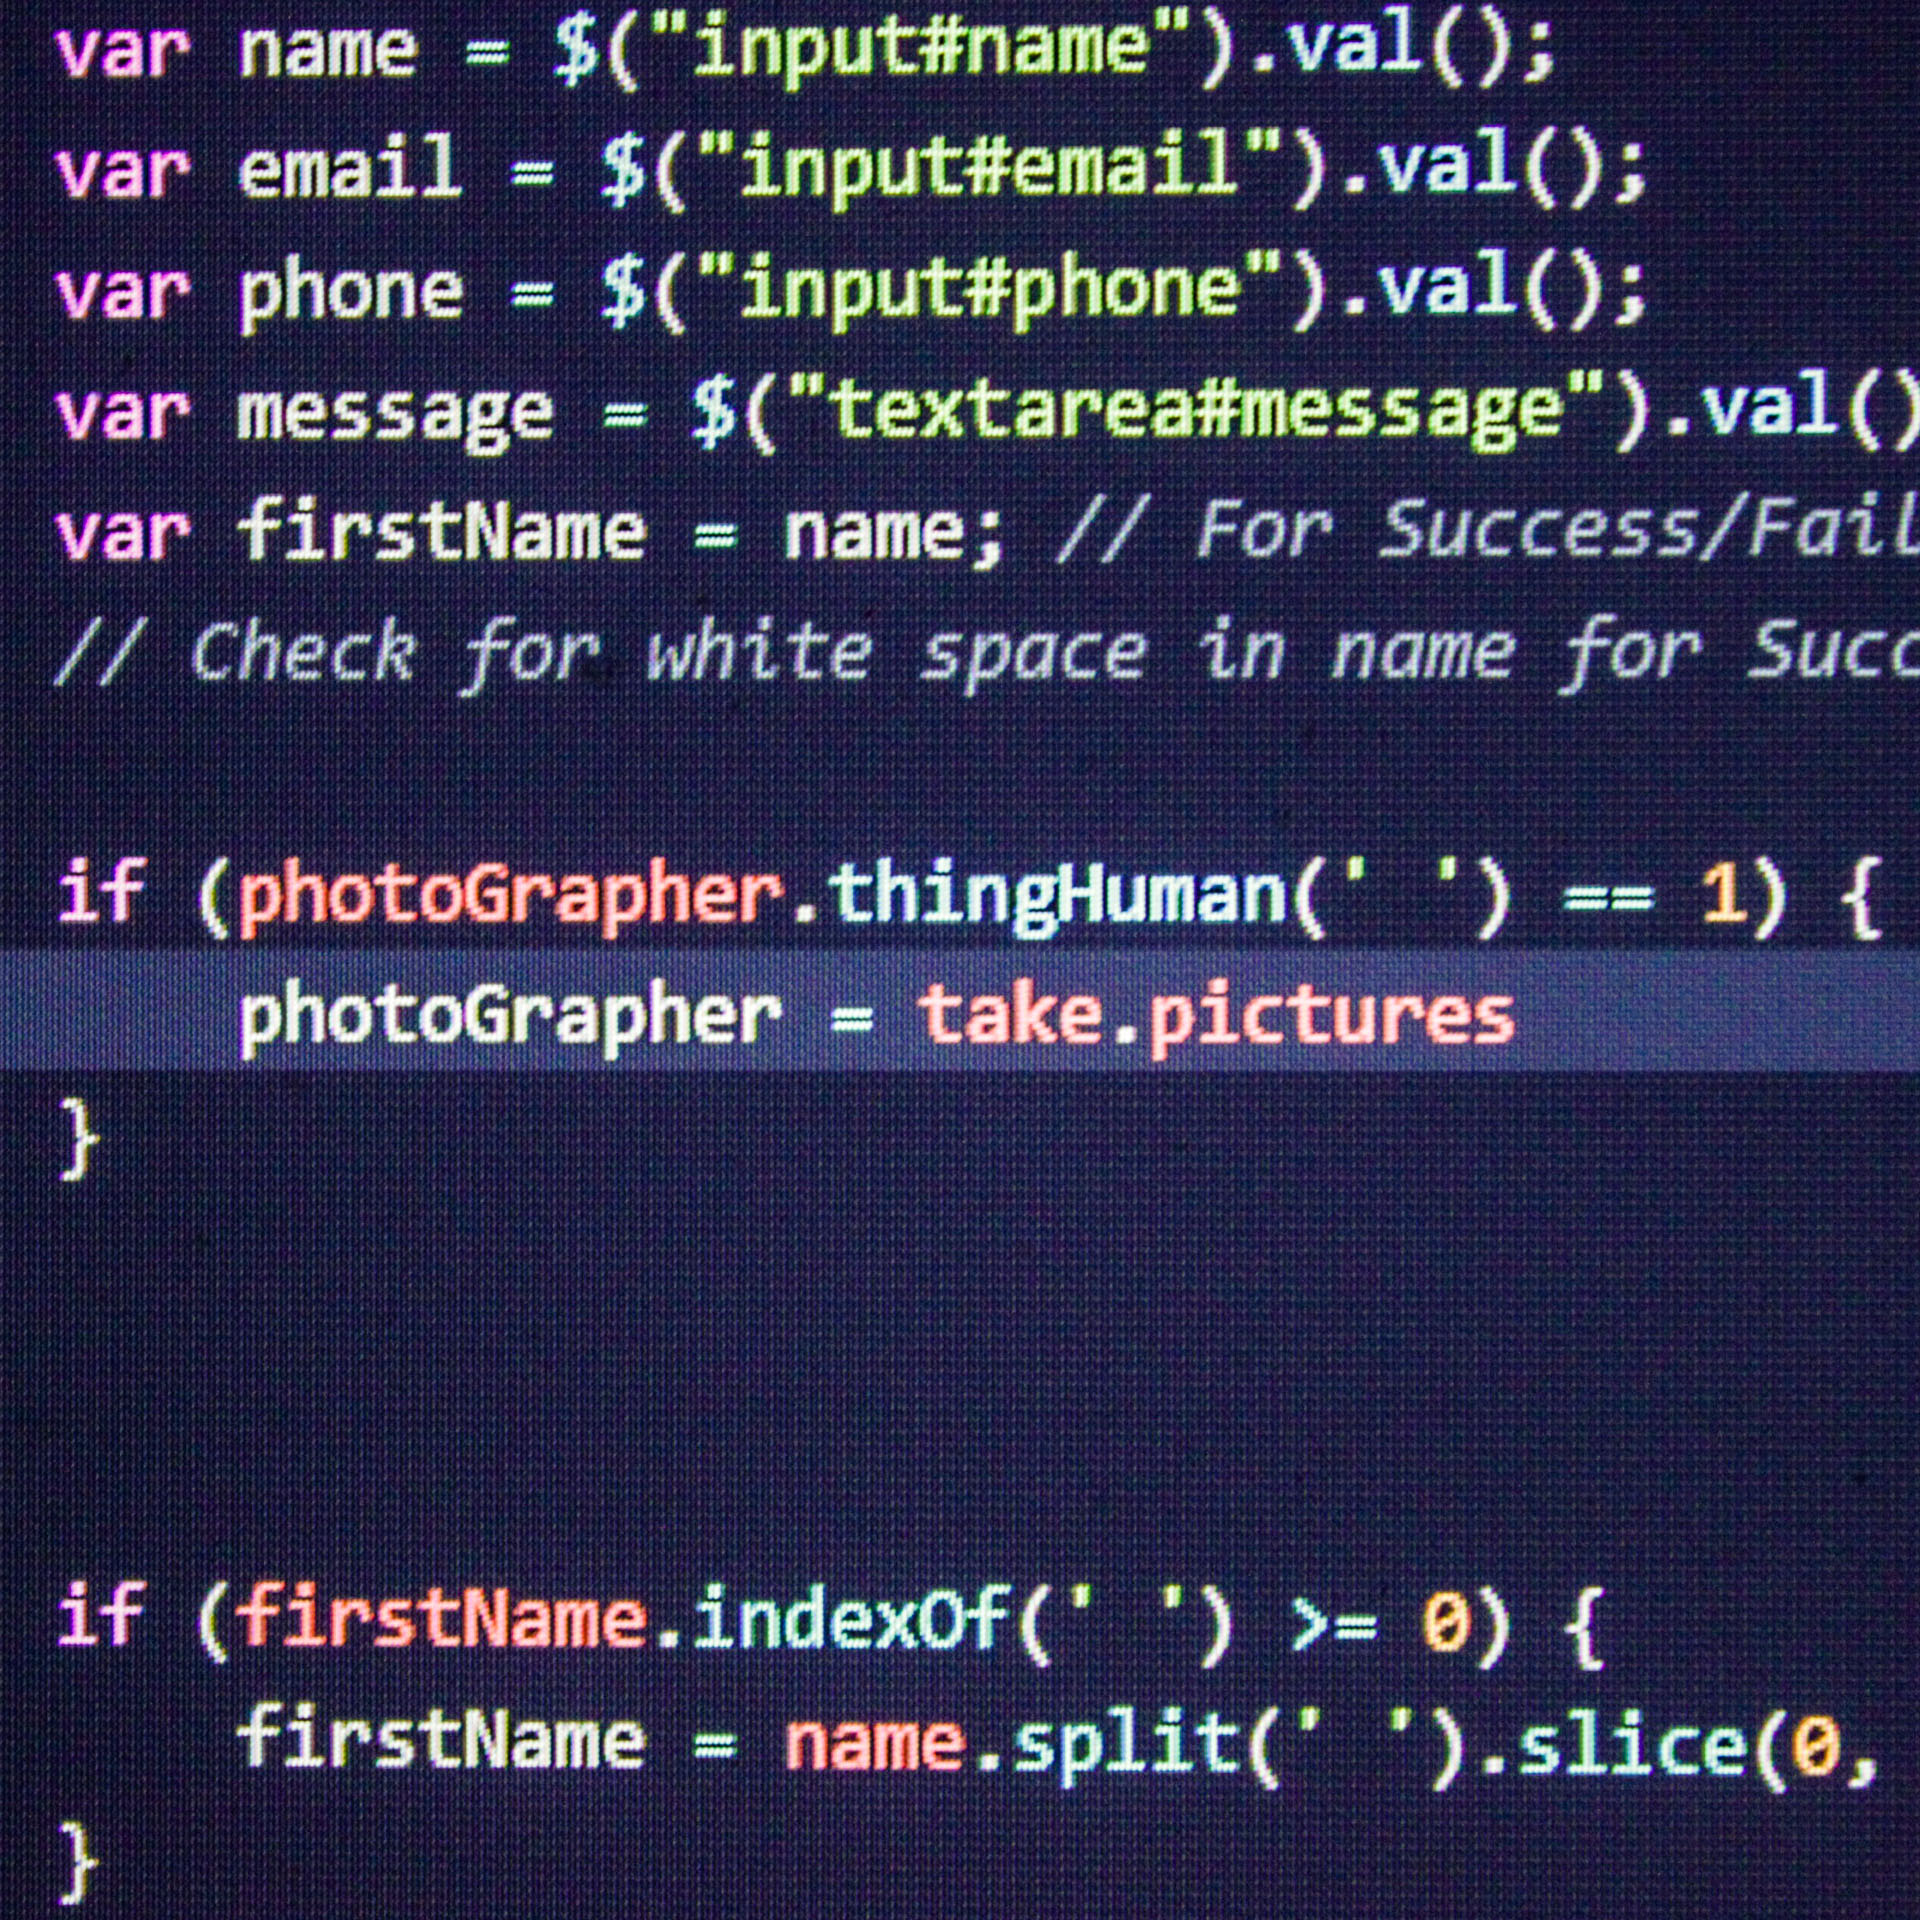 var name = $("input#name").val();
var email = $("input#email").val();
var phone = $("input#phone").val();
var message = $("textarea#message").val()
var firstName = name; // For Success/Fail
// Check for white space in name for Succ
if (photoGrapher.thingHuman(' ') == 1) {
photoGrapher = take.pictures
}
if (firstName.indexOf(' ') >= 0) {
firstName = name.split(' ').slice(0,
}